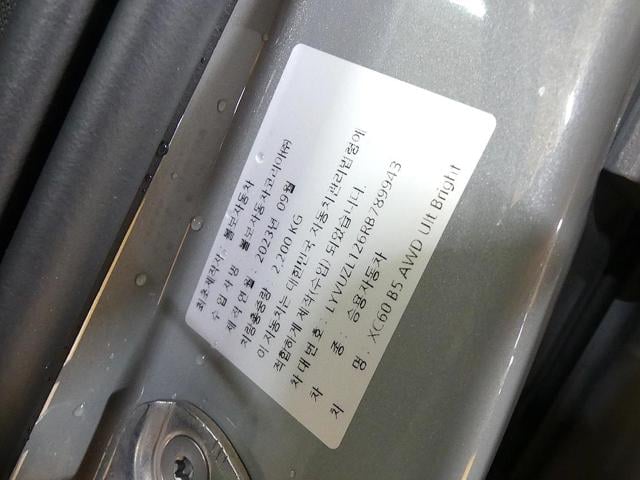 최초제작자 : 볼보자동차
수 입 자 명 : 볼보자동차코리아(주)
제 작 연 월 : 2023년 09월
차량총중량 : 2,200 KG
이 자동차는 대한민국 자동차관리법령에
적합하게 제작(수입) 되었습니다.
차 대 번 호 : LYVUZL126RB789943
차 종 : 승용자동차
차 명 : XC60 B5 AWD Ult Bright